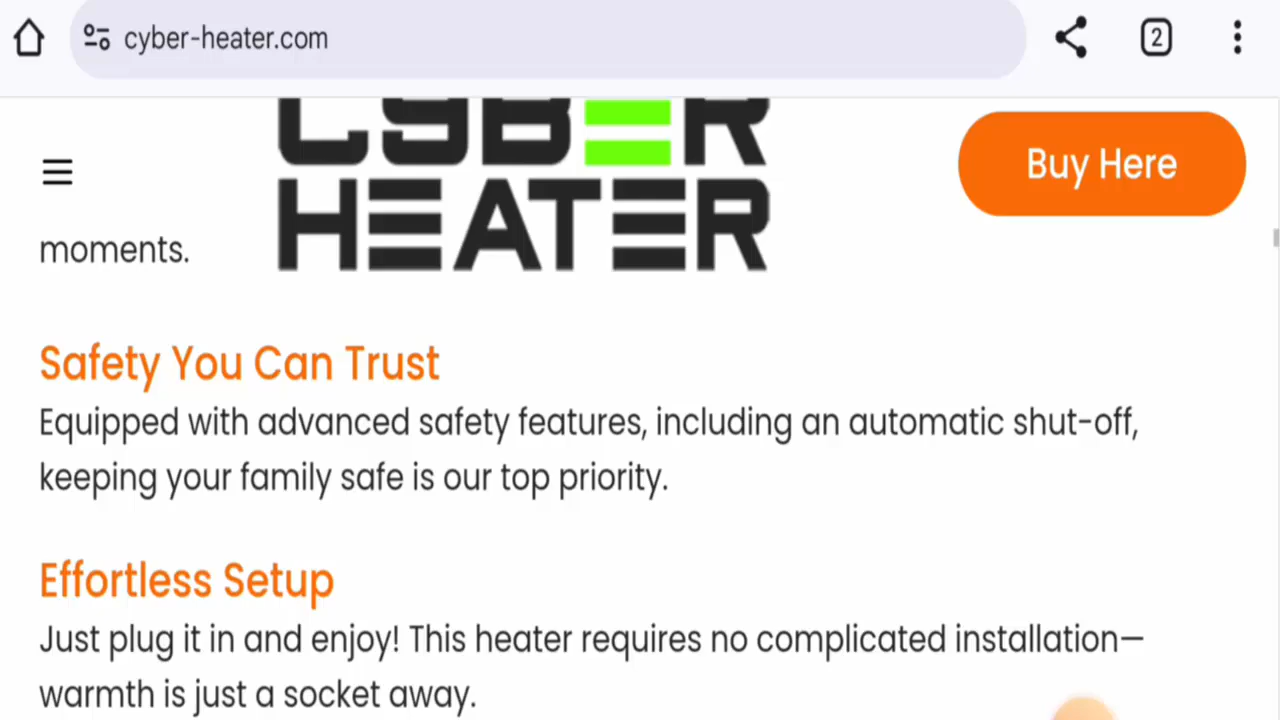 cyber-heater.com
2
CYBER
HEATER
Buy Here
moments.
Safety You Can Trust
Equipped with advanced safety features, including an automatic shut-off,
keeping your family safe is our top priority.
Effortless Setup
Just plug it in and enjoy! This heater requires no complicated installation—
warmth is just a socket away.